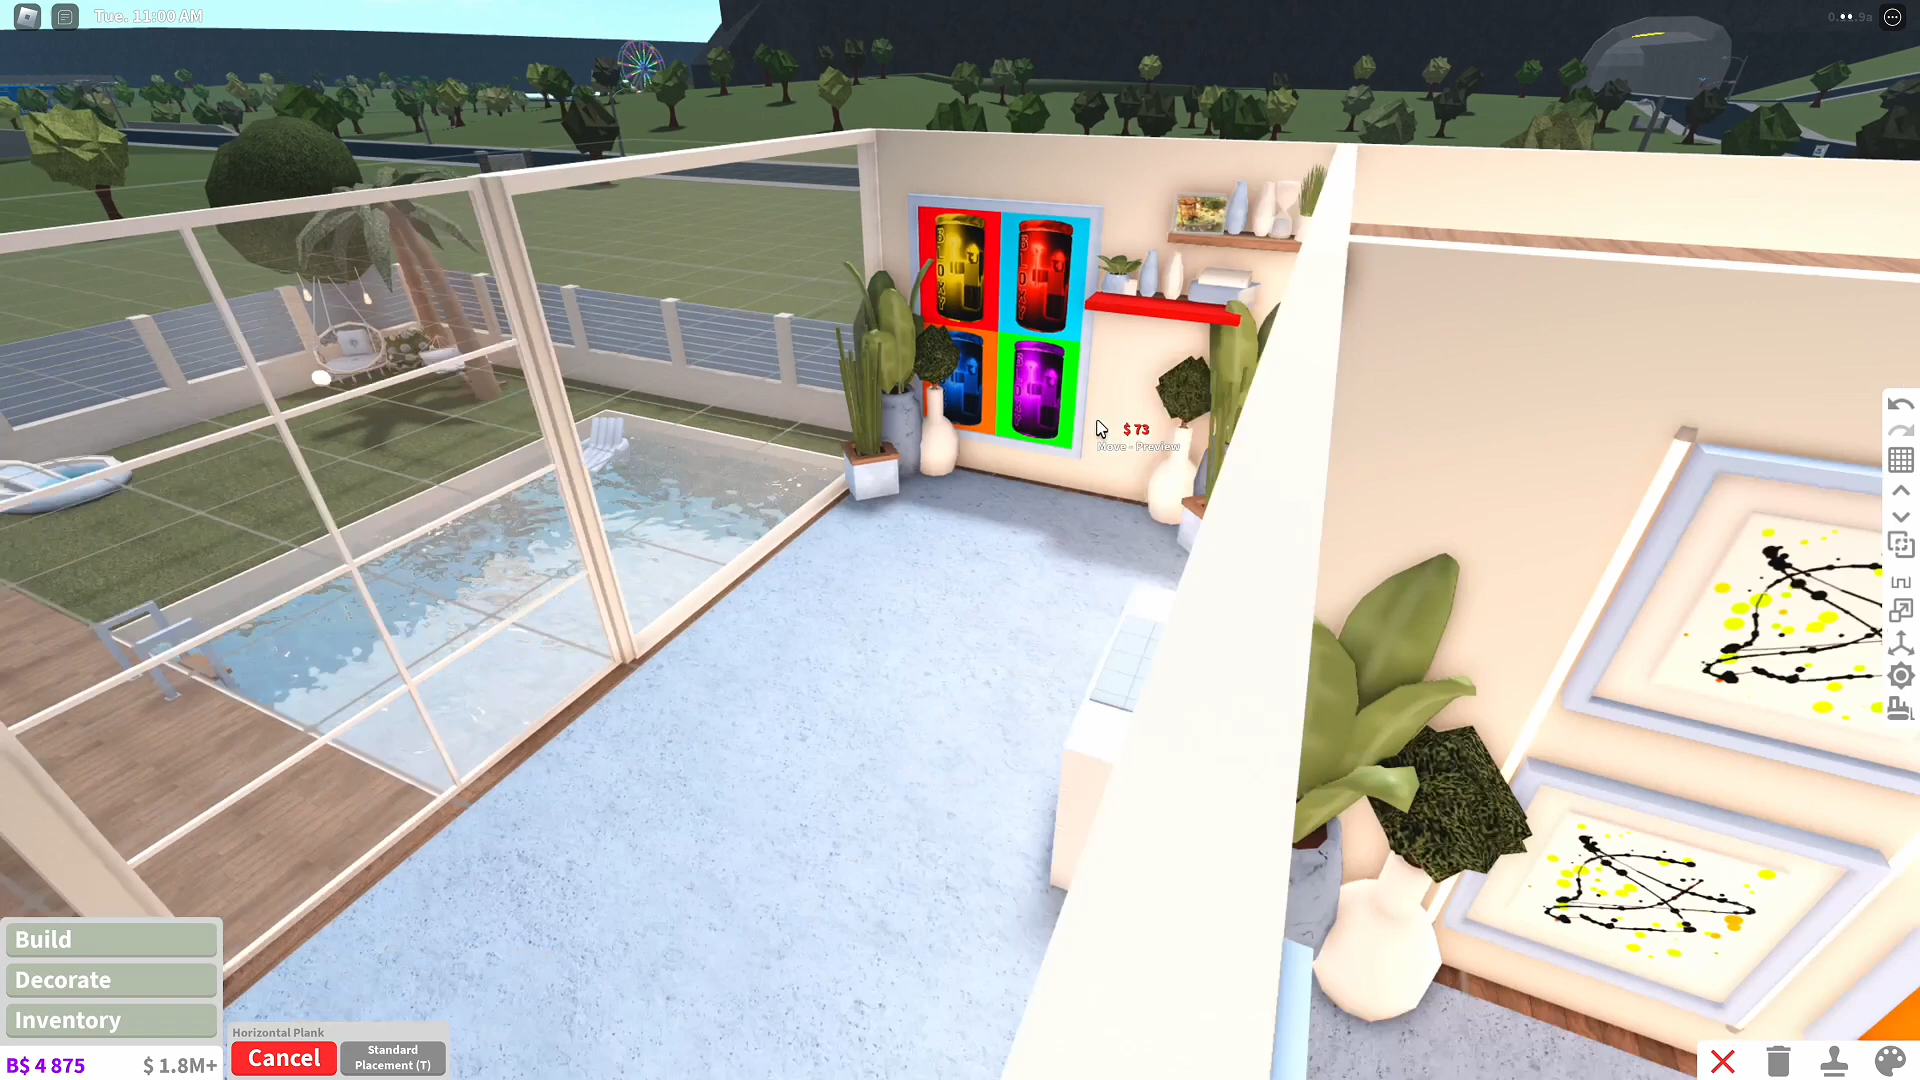 Tue. 11:00 AM
$ 73
Move - Preview
Build
Decorate
Inventory
B$ 4 875
$ 1.8M+
Horizontal Plank
Cancel
Standard
Placement (T)